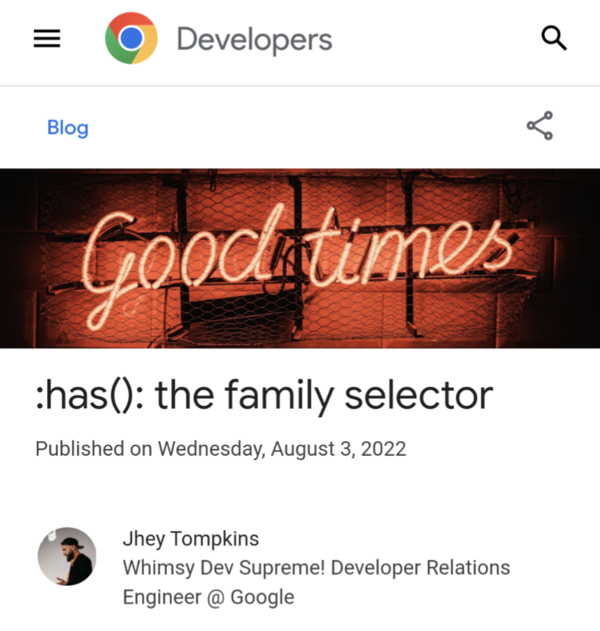 Developers
Blog
Good times
:has(): the family selector
Published on Wednesday, August 3, 2022
Jhey Tompkins
Whimsy Dev Supreme! Developer Relations
Engineer @ Google